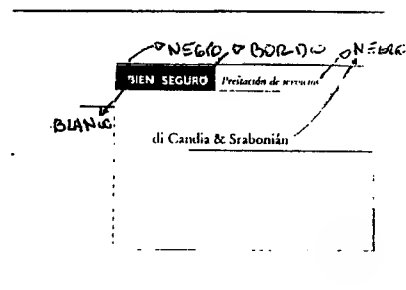 NEGRO BORDO NEGRO
BIEN SEGURO Prestación de servicios
BLANCO
di Candia & Srabonián